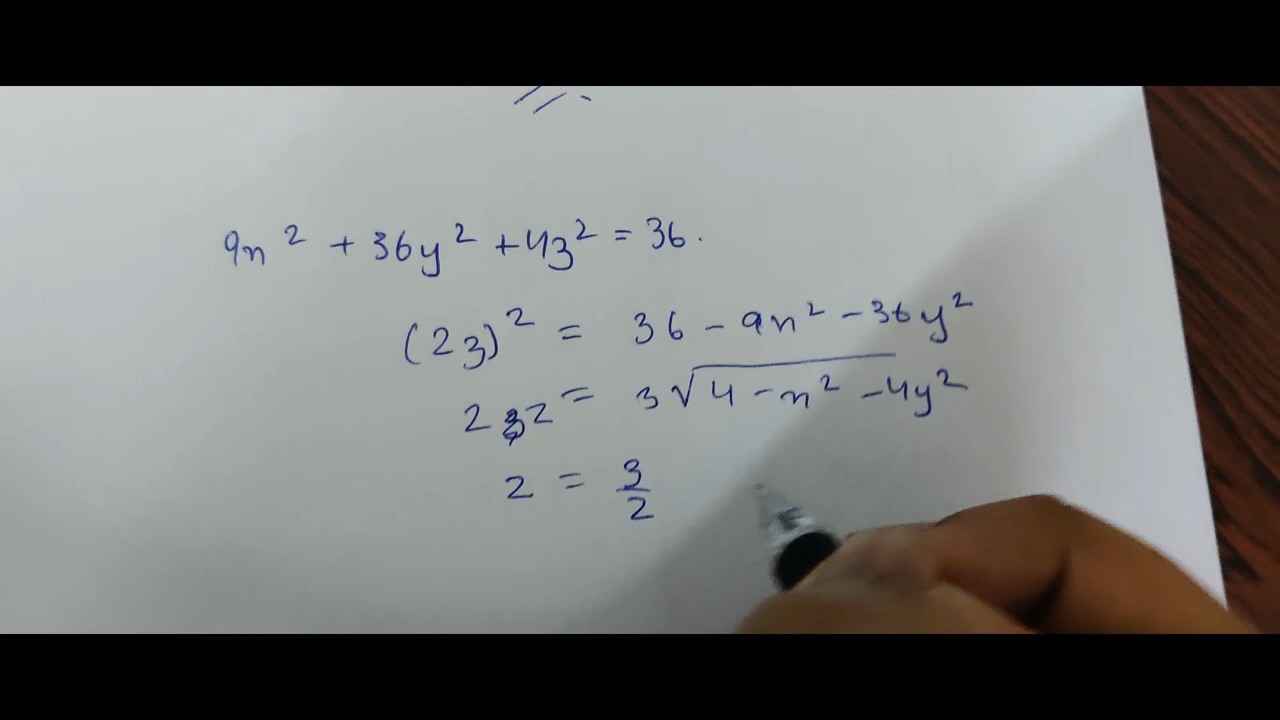 9x² + 36y² + 4z² = 36.
(2z)² = 36 - 9x² - 36y²
2z = 3√4 - x² - 4y²
z = 3/2